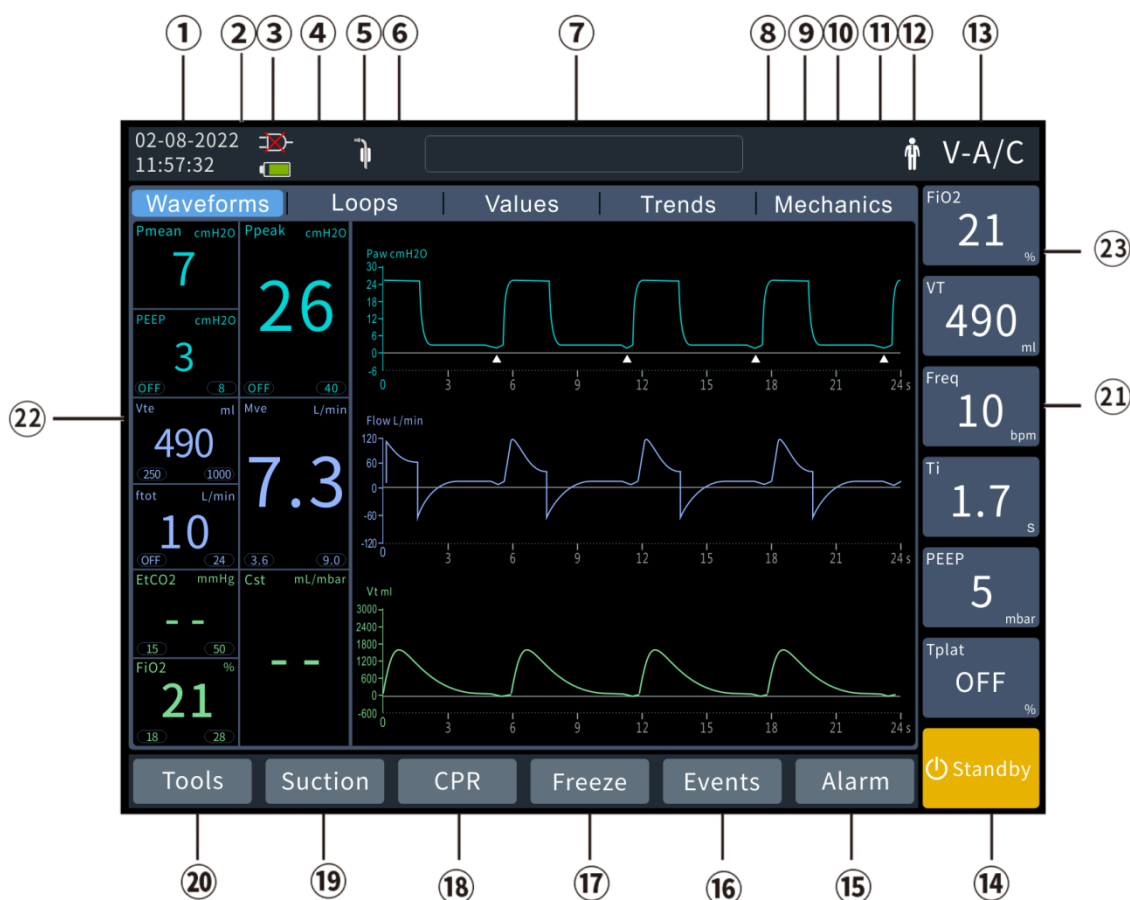 ① ② ③ ④ ⑤ ⑥ ⑦ ⑧ ⑨ ⑩ ⑪ ⑫ ⑬
02-08-2022
11:57:32
V-A/C
Waveforms Loops Values Trends Mechanics
Pmean cmH2O
7
PEEP cmH2O
3
OFF 8
Ppeak cmH2O
26
OFF 40
Vte ml
490
250 1000
ftot L/min
10
OFF 24
Mve L/min
7.3
3.6 9.0
EtCO2 mmHg
--
15 50
FiO2 %
21
18 28
Cst mL/mbar
--
Paw cmH2O
30
24
18
12
6
0
-6
0 3 6 9 12 15 18 21 24 s
Flow L/min
120
60
0
-60
-120
0 3 6 9 12 15 18 21 24 s
Vt ml
3000
2400
1800
1200
600
0
-600
0 3 6 9 12 15 18 21 24 s
FiO2
21
%
VT
490
ml
Freq
10
bpm
Ti
1.7
s
PEEP
5
mbar
Tplat
OFF
%
Standby
㉓
㉑
㉒
Tools Suction CPR Freeze Events Alarm
⑳ ⑲ ⑱ ⑰ ⑯ ⑮ ⑭